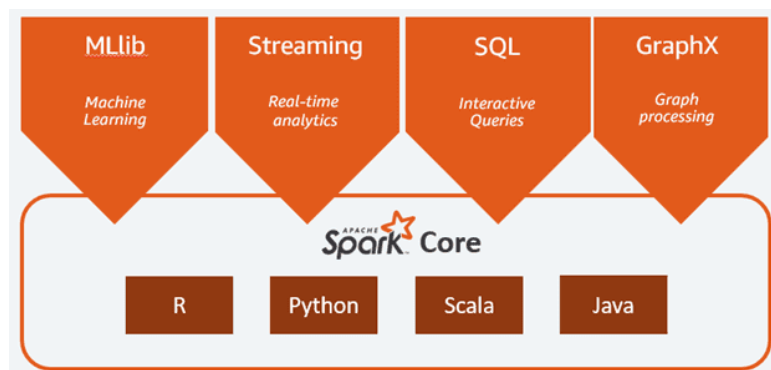 MLlib
Machine
Learning
Streaming
Real-time
analytics
SQL
Interactive
Queries
GraphX
Graph
processing
APACHE
Spark Core
R
Python
Scala
Java